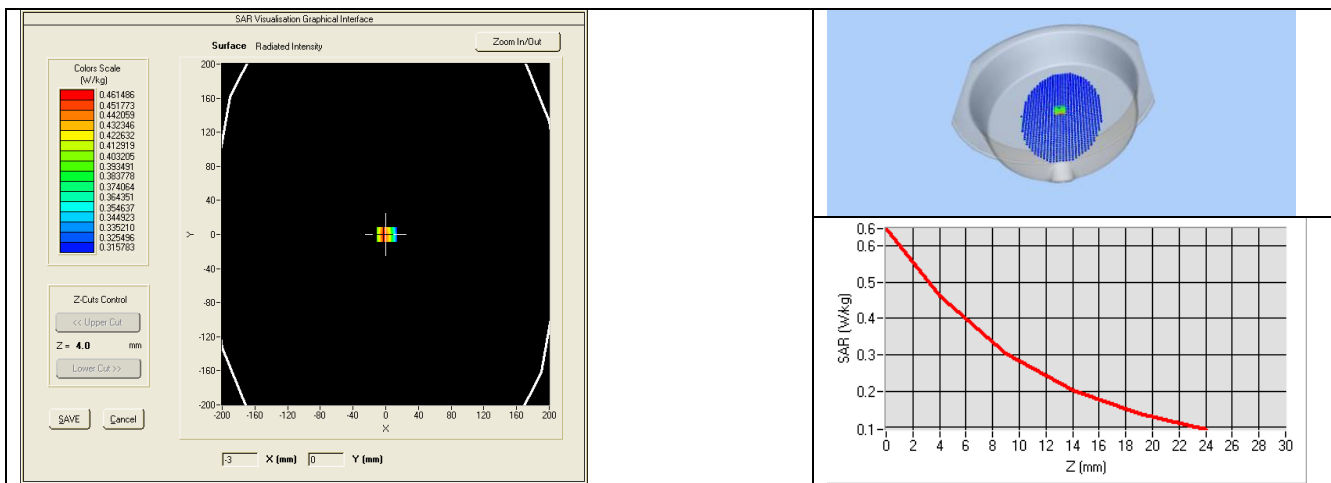 SAR Visualisation Graphical Interface
Surface Radiated Intensity
Zoom In/Out
Colors Scale
(W/kg)
0.461486
0.451773
0.442059
0.432346
0.422632
0.412919
0.403205
0.393491
0.383778
0.374064
0.364351
0.354637
0.344923
0.335210
0.325496
0.315783
Z-Cuts Control
<< Upper Cut
Z = 4.0 mm
Lower Cut >>
SAVE Cancel
200
160
120
80
40
Y 0
-40
-80
-120
-160
-200
-200 -160 -120 -80 -40 0 40 80 120 160 200
X
-3 X (mm) 0 Y (mm)
0.6
0.6
0.5
0.4
0.3
0.2
0.1
SAR (W/kg)
0 2 4 6 8 10 12 14 16 18 20 22 24 26 28 30
Z (mm)